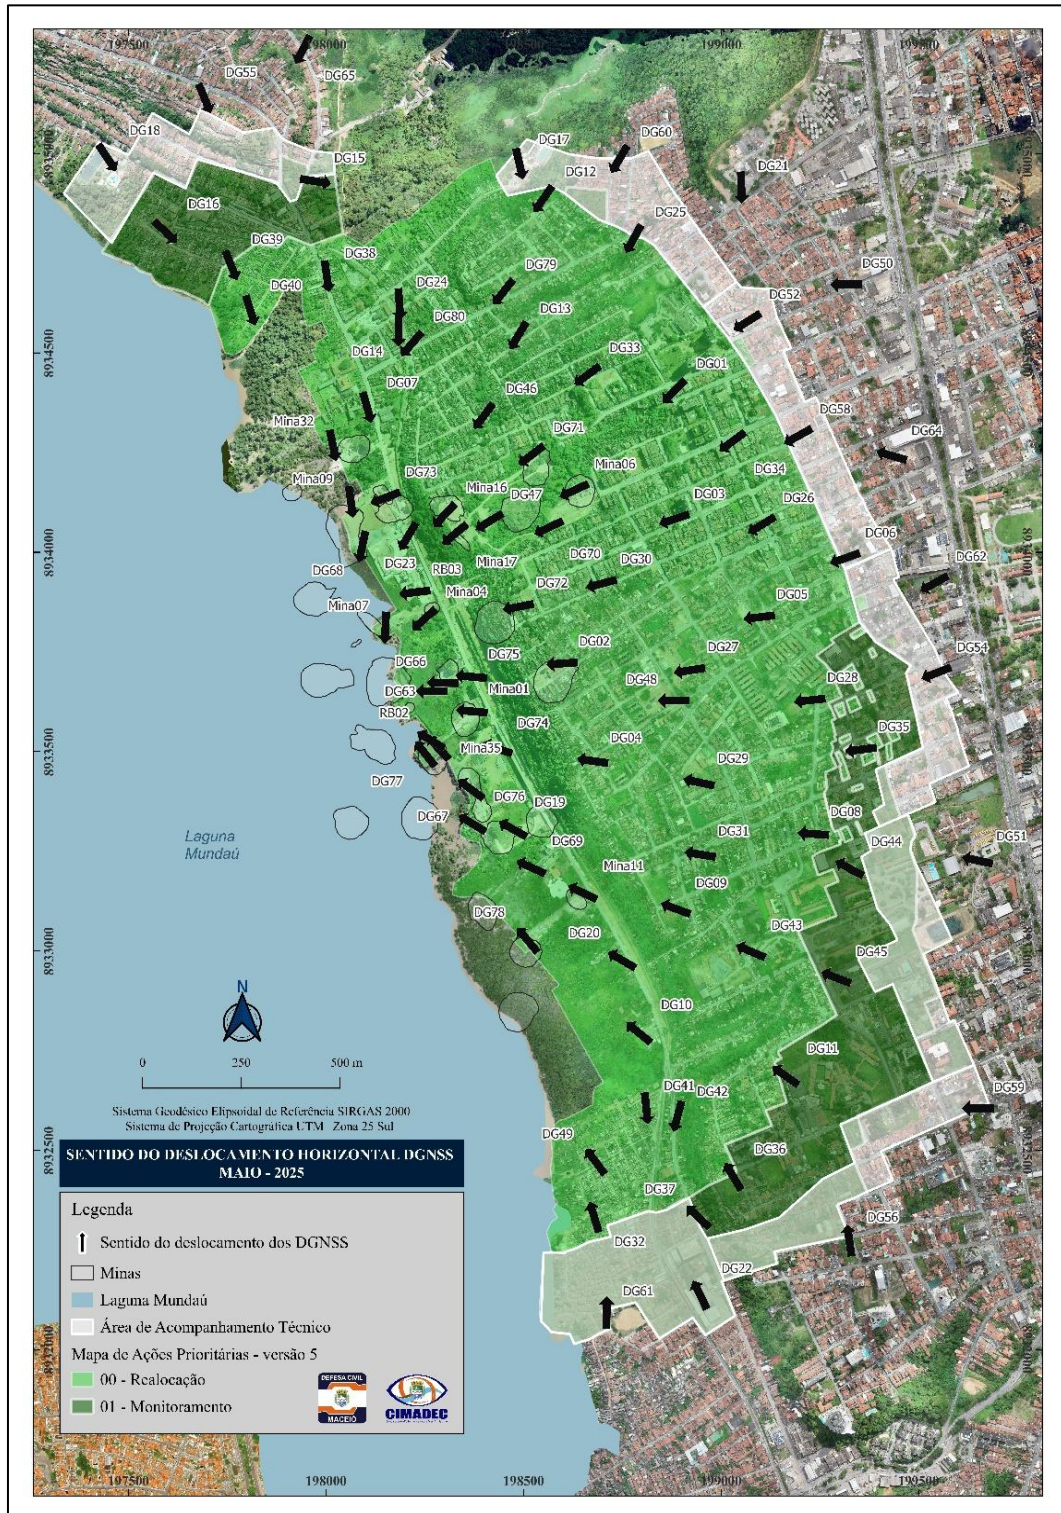 197500
198000
198500
199000
199500
8935000
8934500
8934000
8933500
8933000
8932500
8932000
DG55
DG65
DG18
DG15
DG17
DG60
DG12
DG21
DG16
DG25
DG39
DG38
DG50
DG40
DG24
DG79
DG52
DG80
DG13
DG14
DG33
DG01
DG07
DG46
DG58
Mina32
DG71
DG64
Mina09
DG73
Mina16
DG47
Mina06
DG34
DG03
DG26
DG06
DG68
DG23
RB03
Mina17
DG70
DG30
DG62
Mina07
Mina04
DG72
DG05
DG66
DG75
DG02
DG27
DG54
DG63
Mina01
DG48
DG28
RB02
DG74
DG35
Mina35
DG04
DG77
DG29
DG76
DG67
DG19
DG08
DG69
DG31
DG44
DG51
Mina11
DG09
DG78
DG20
DG43
DG45
DG10
DG11
DG41
DG42
DG59
DG49
DG36
DG37
DG56
DG32
DG22
DG61
Laguna
Mundaú
N
0 250 500 m
Sistema Geodésico Elipsoidal de Referência SIRGAS 2000
Sistema de Projeção Cartográfica UTM Zona 25 Sul
SENTIDO DO DESLOCAMENTO HORIZONTAL DGNSS
MAIO - 2025
Legenda
Sentido do deslocamento dos DGNSS
Minas
Laguna Mundaú
Área de Acompanhamento Técnico
Mapa de Ações Prioritárias - versão 5
00 - Realocação
01 - Monitoramento
DEFESA CIVIL
MACEIÓ
CIMADEC